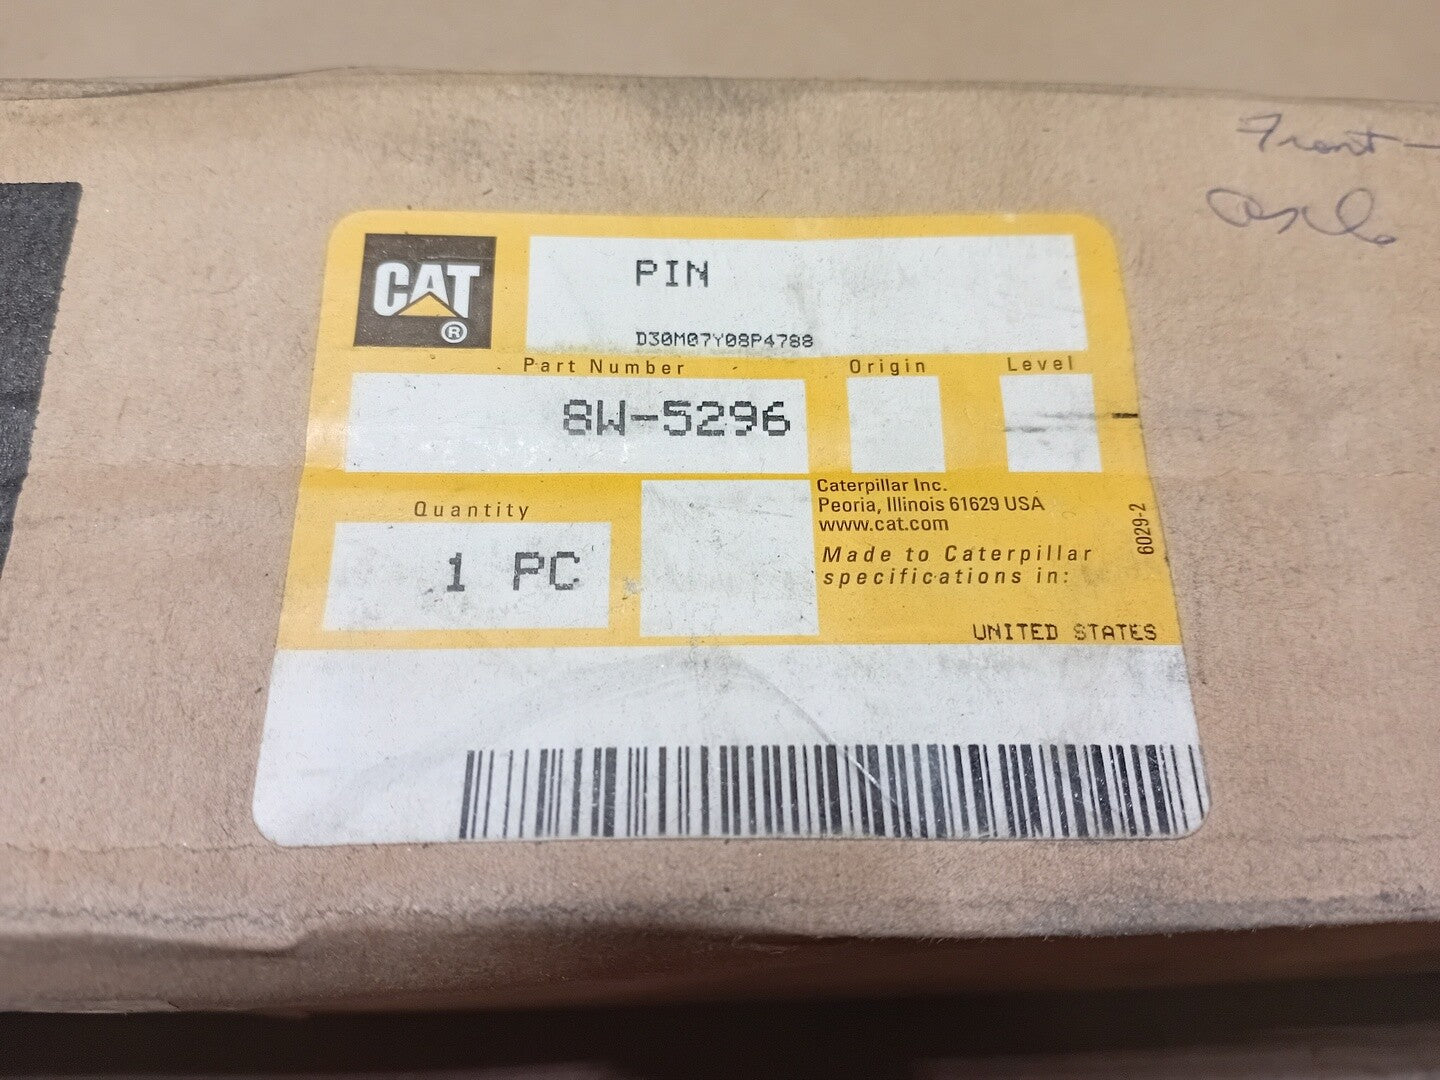 Front -
axle
CAT
®
PIN
D30M07Y08P4788
Part Number
Origin
Level
8W-5296
Quantity
1 PC
Caterpillar Inc.
Peoria, Illinois 61629 USA
www.cat.com
Made to Caterpillar
specifications in:
6029-2
UNITED STATES